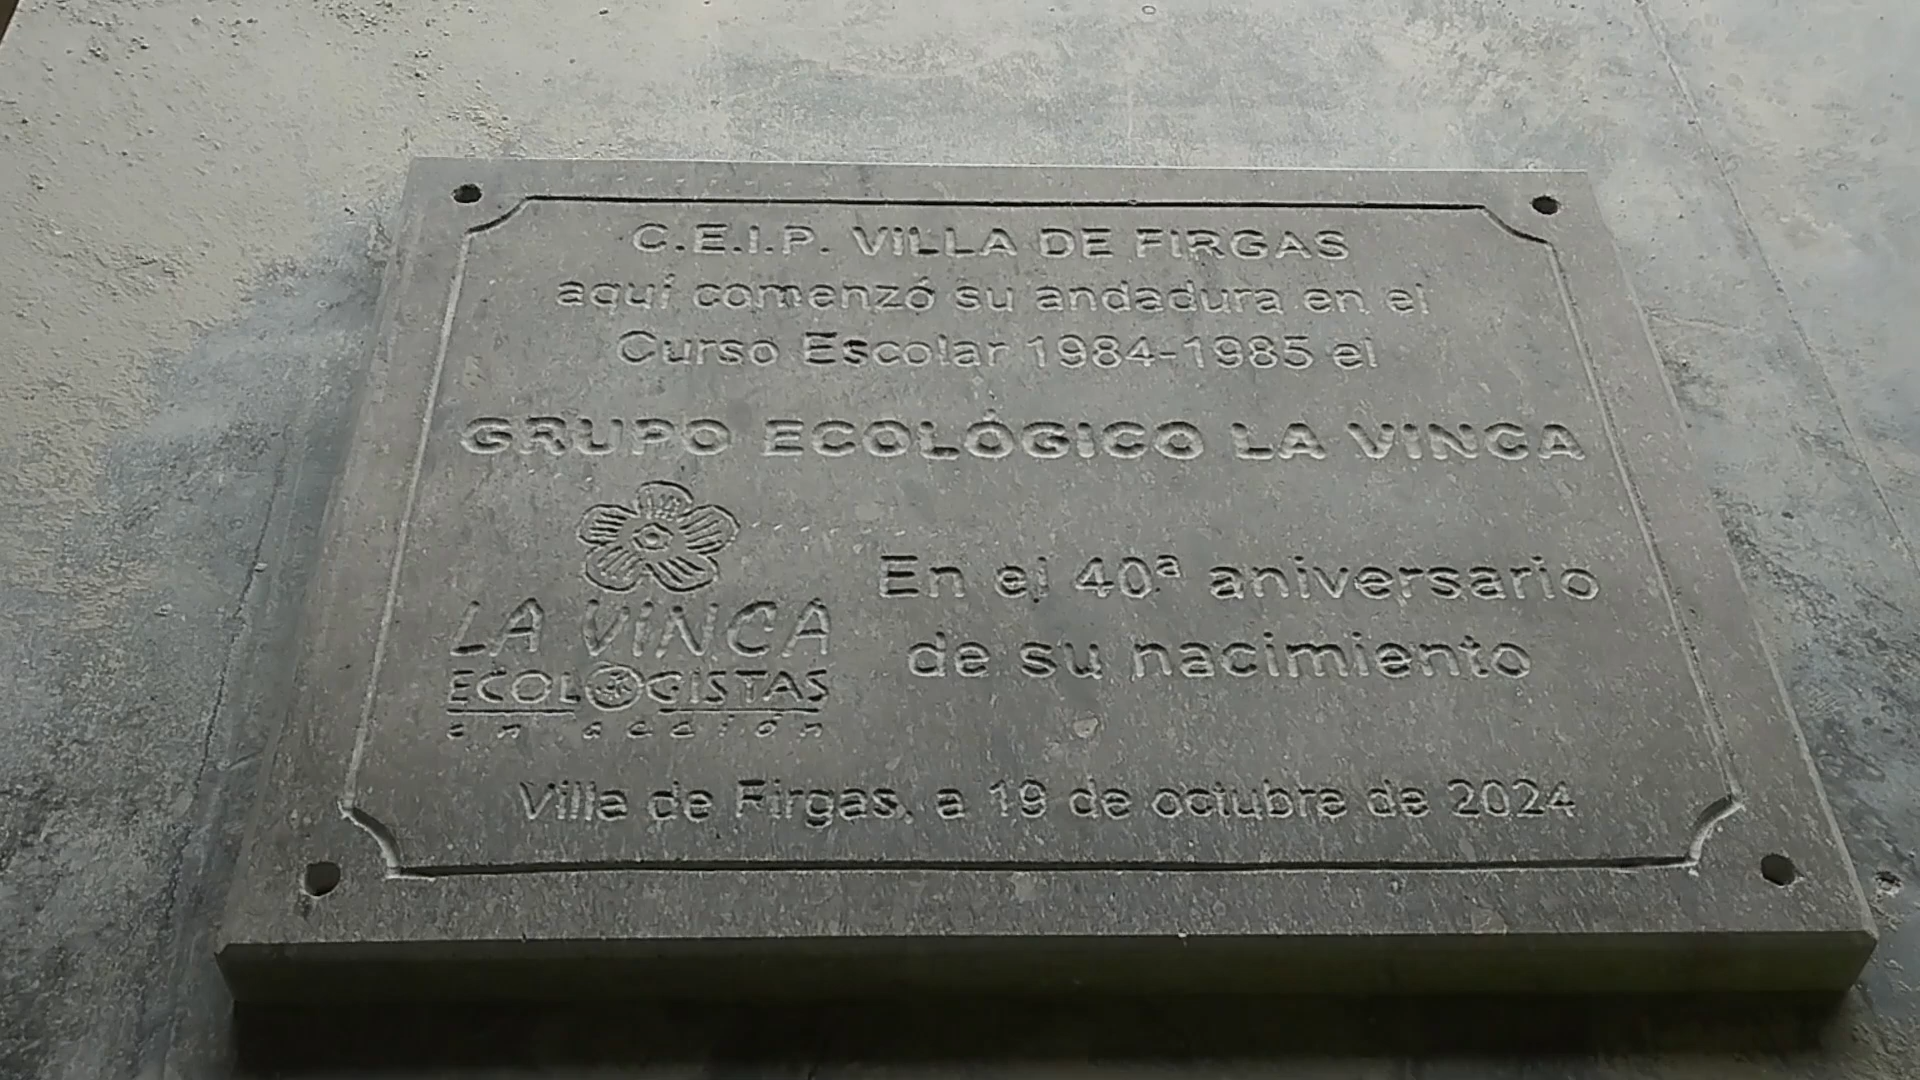 C.E.I.P. VILLA DE FIRGAS
aquí comenzó su andadura en el
Curso Escolar 1984-1985 el
GRUPO ECOLÓGICO LA VINCA
LA VINCA
ECOLOGISTAS
en acción
En el 40ª aniversario
de su nacimiento
Villa de Firgas, a 19 de octubre de 2024